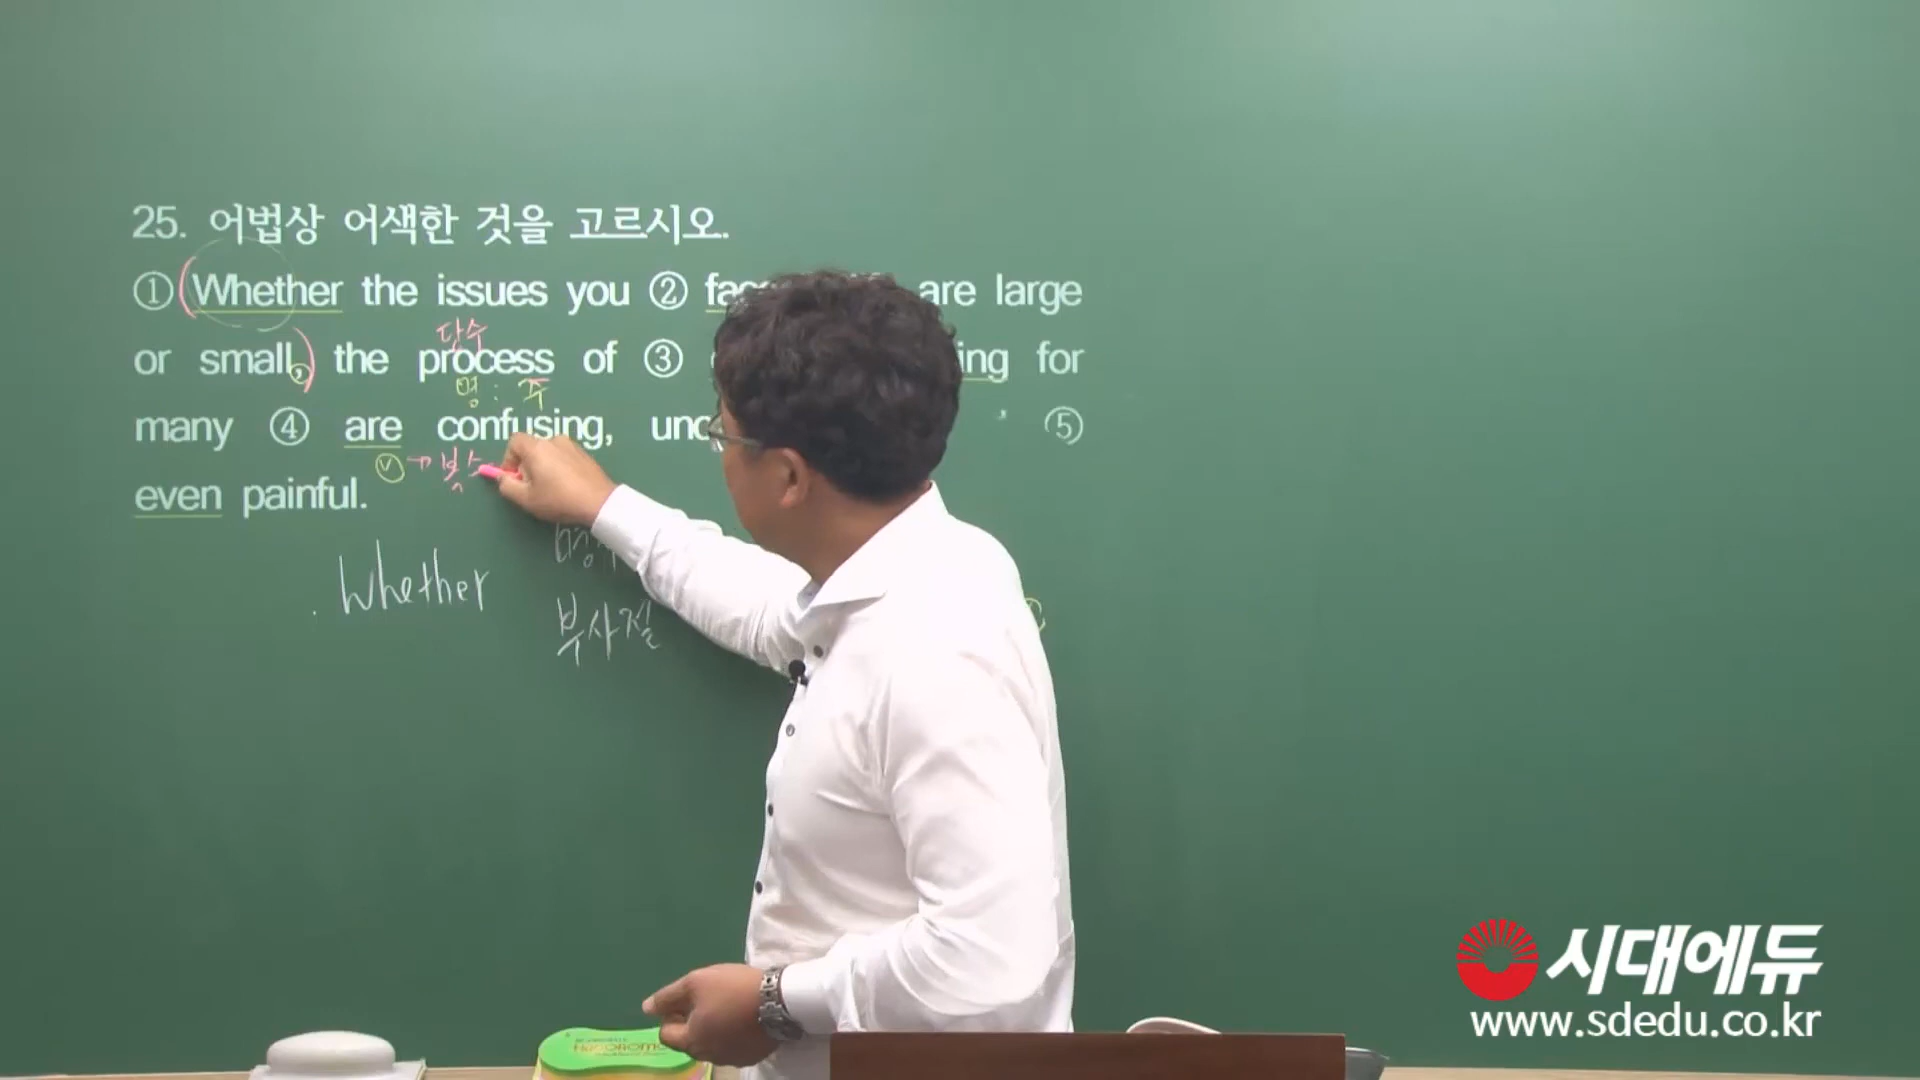 25. 어법상 어색한 것을 고르시오.
① Whether the issues you ② are large
단수
or small, the process of ③ ing for
명 : 주
many ④ are confusing, ⑤
ⓥ → 복수
even painful.
Whether
부사절
시대에듀
www.sdedu.co.kr